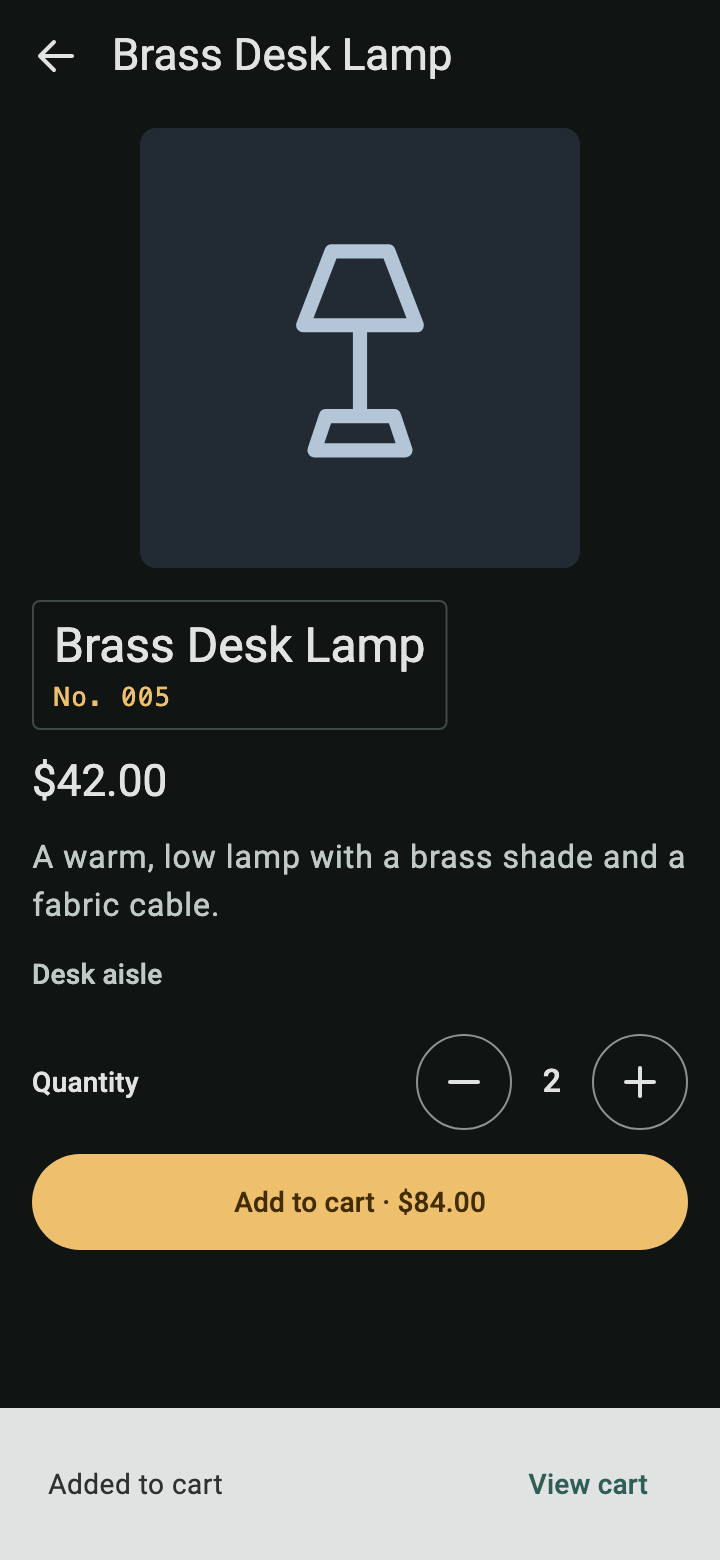 Brass Desk Lamp
Brass Desk Lamp
No. 005
$42.00
A warm, low lamp with a brass shade and a
fabric cable.
Desk aisle
Quantity
2
Add to cart · $84.00
Added to cart
View cart